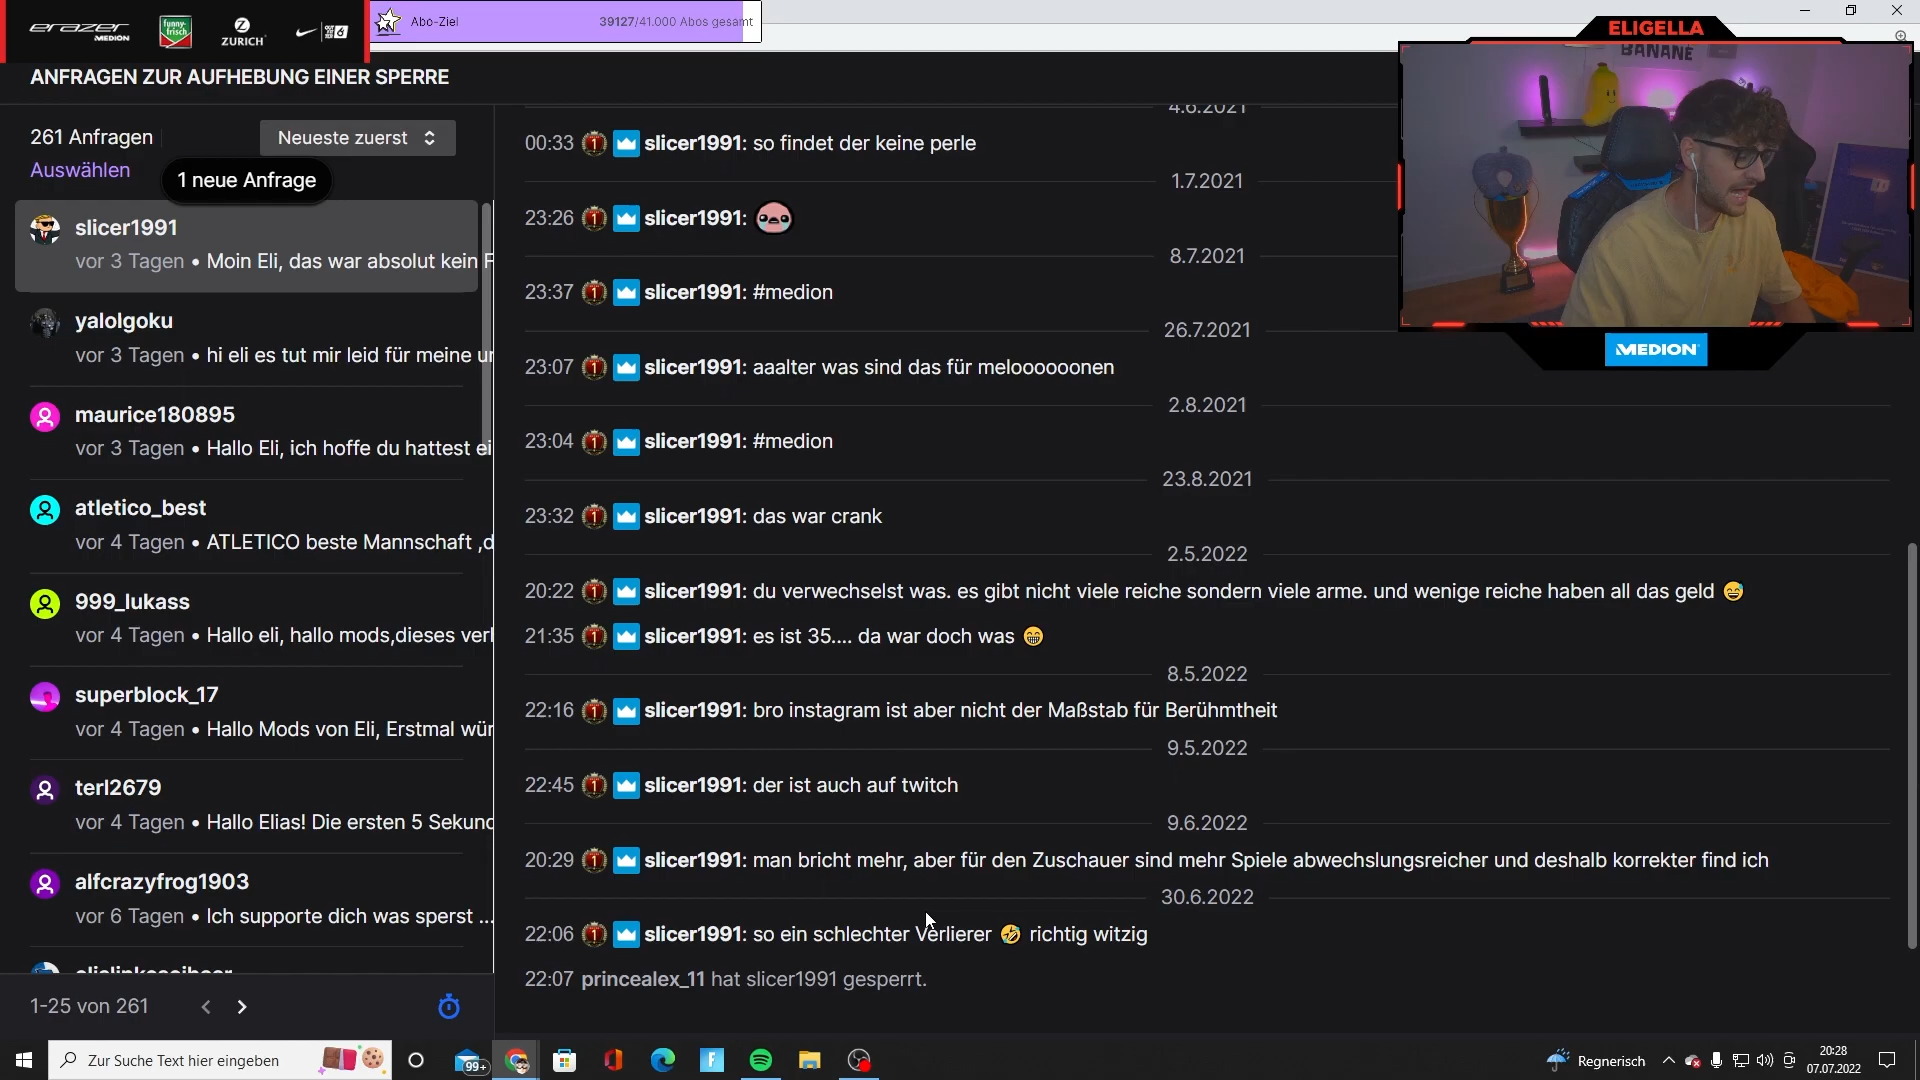 erazer
MEDION
funny-frisch
ZURICH
Abo-Ziel
39127/41.000 Abos gesamt
ELIGELLA
BANANE
MEDION
ANFRAGEN ZUR AUFHEBUNG EINER SPERRE
261 Anfragen
Neueste zuerst
Auswählen
1 neue Anfrage
slicer1991
vor 3 Tagen • Moin Eli, das war absolut kein F
yalolgoku
vor 3 Tagen • hi eli es tut mir leid für meine
maurice180895
vor 3 Tagen • Hallo Eli, ich hoffe du hattest ei
atletico_best
vor 4 Tagen • ATLETICO beste Mannschaft ,d
999_lukass
vor 4 Tagen • Hallo eli, hallo mods,dieses verl
superblock_17
vor 4 Tagen • Hallo Mods von Eli, Erstmal wür
terl2679
vor 4 Tagen • Hallo Elias! Die ersten 5 Sekund
alfcrazyfrog1903
vor 6 Tagen • Ich supporte dich was sperst ...
1-25 von 261
4.6.2021
00:33 slicer1991: so findet der keine perle
1.7.2021
23:26 slicer1991:
8.7.2021
23:37 slicer1991: #medion
26.7.2021
23:07 slicer1991: aaalter was sind das für melooooooonen
2.8.2021
23:04 slicer1991: #medion
23.8.2021
23:32 slicer1991: das war crank
2.5.2022
20:22 slicer1991: du verwechselst was. es gibt nicht viele reiche sondern viele arme. und wenige reiche haben all das geld 😅
21:35 slicer1991: es ist 35.... da war doch was 😁
8.5.2022
22:16 slicer1991: bro instagram ist aber nicht der Maßstab für Berühmtheit
9.5.2022
22:45 slicer1991: der ist auch auf twitch
9.6.2022
20:29 slicer1991: man bricht mehr, aber für den Zuschauer sind mehr Spiele abwechslungsreicher und deshalb korrekter find ich
30.6.2022
22:06 slicer1991: so ein schlechter Verlierer 🤣 richtig witzig
22:07 princealex_11 hat slicer1991 gesperrt.
Zur Suche Text hier eingeben
99+
Regnerisch
20:28
07.07.2022